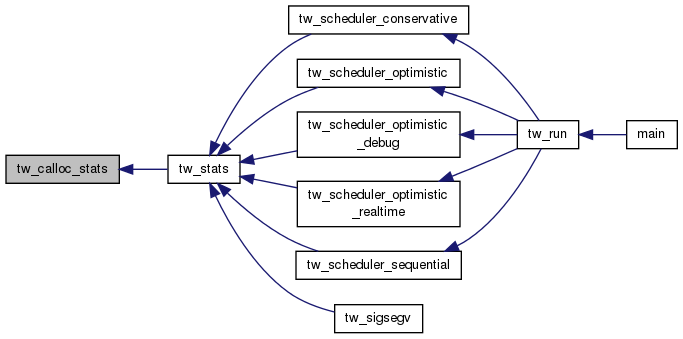 tw_scheduler_conservative
tw_scheduler_optimistic
tw_scheduler_optimistic
_debug
tw_run
main
tw_calloc_stats
tw_stats
tw_scheduler_optimistic
_realtime
tw_scheduler_sequential
tw_sigsegv